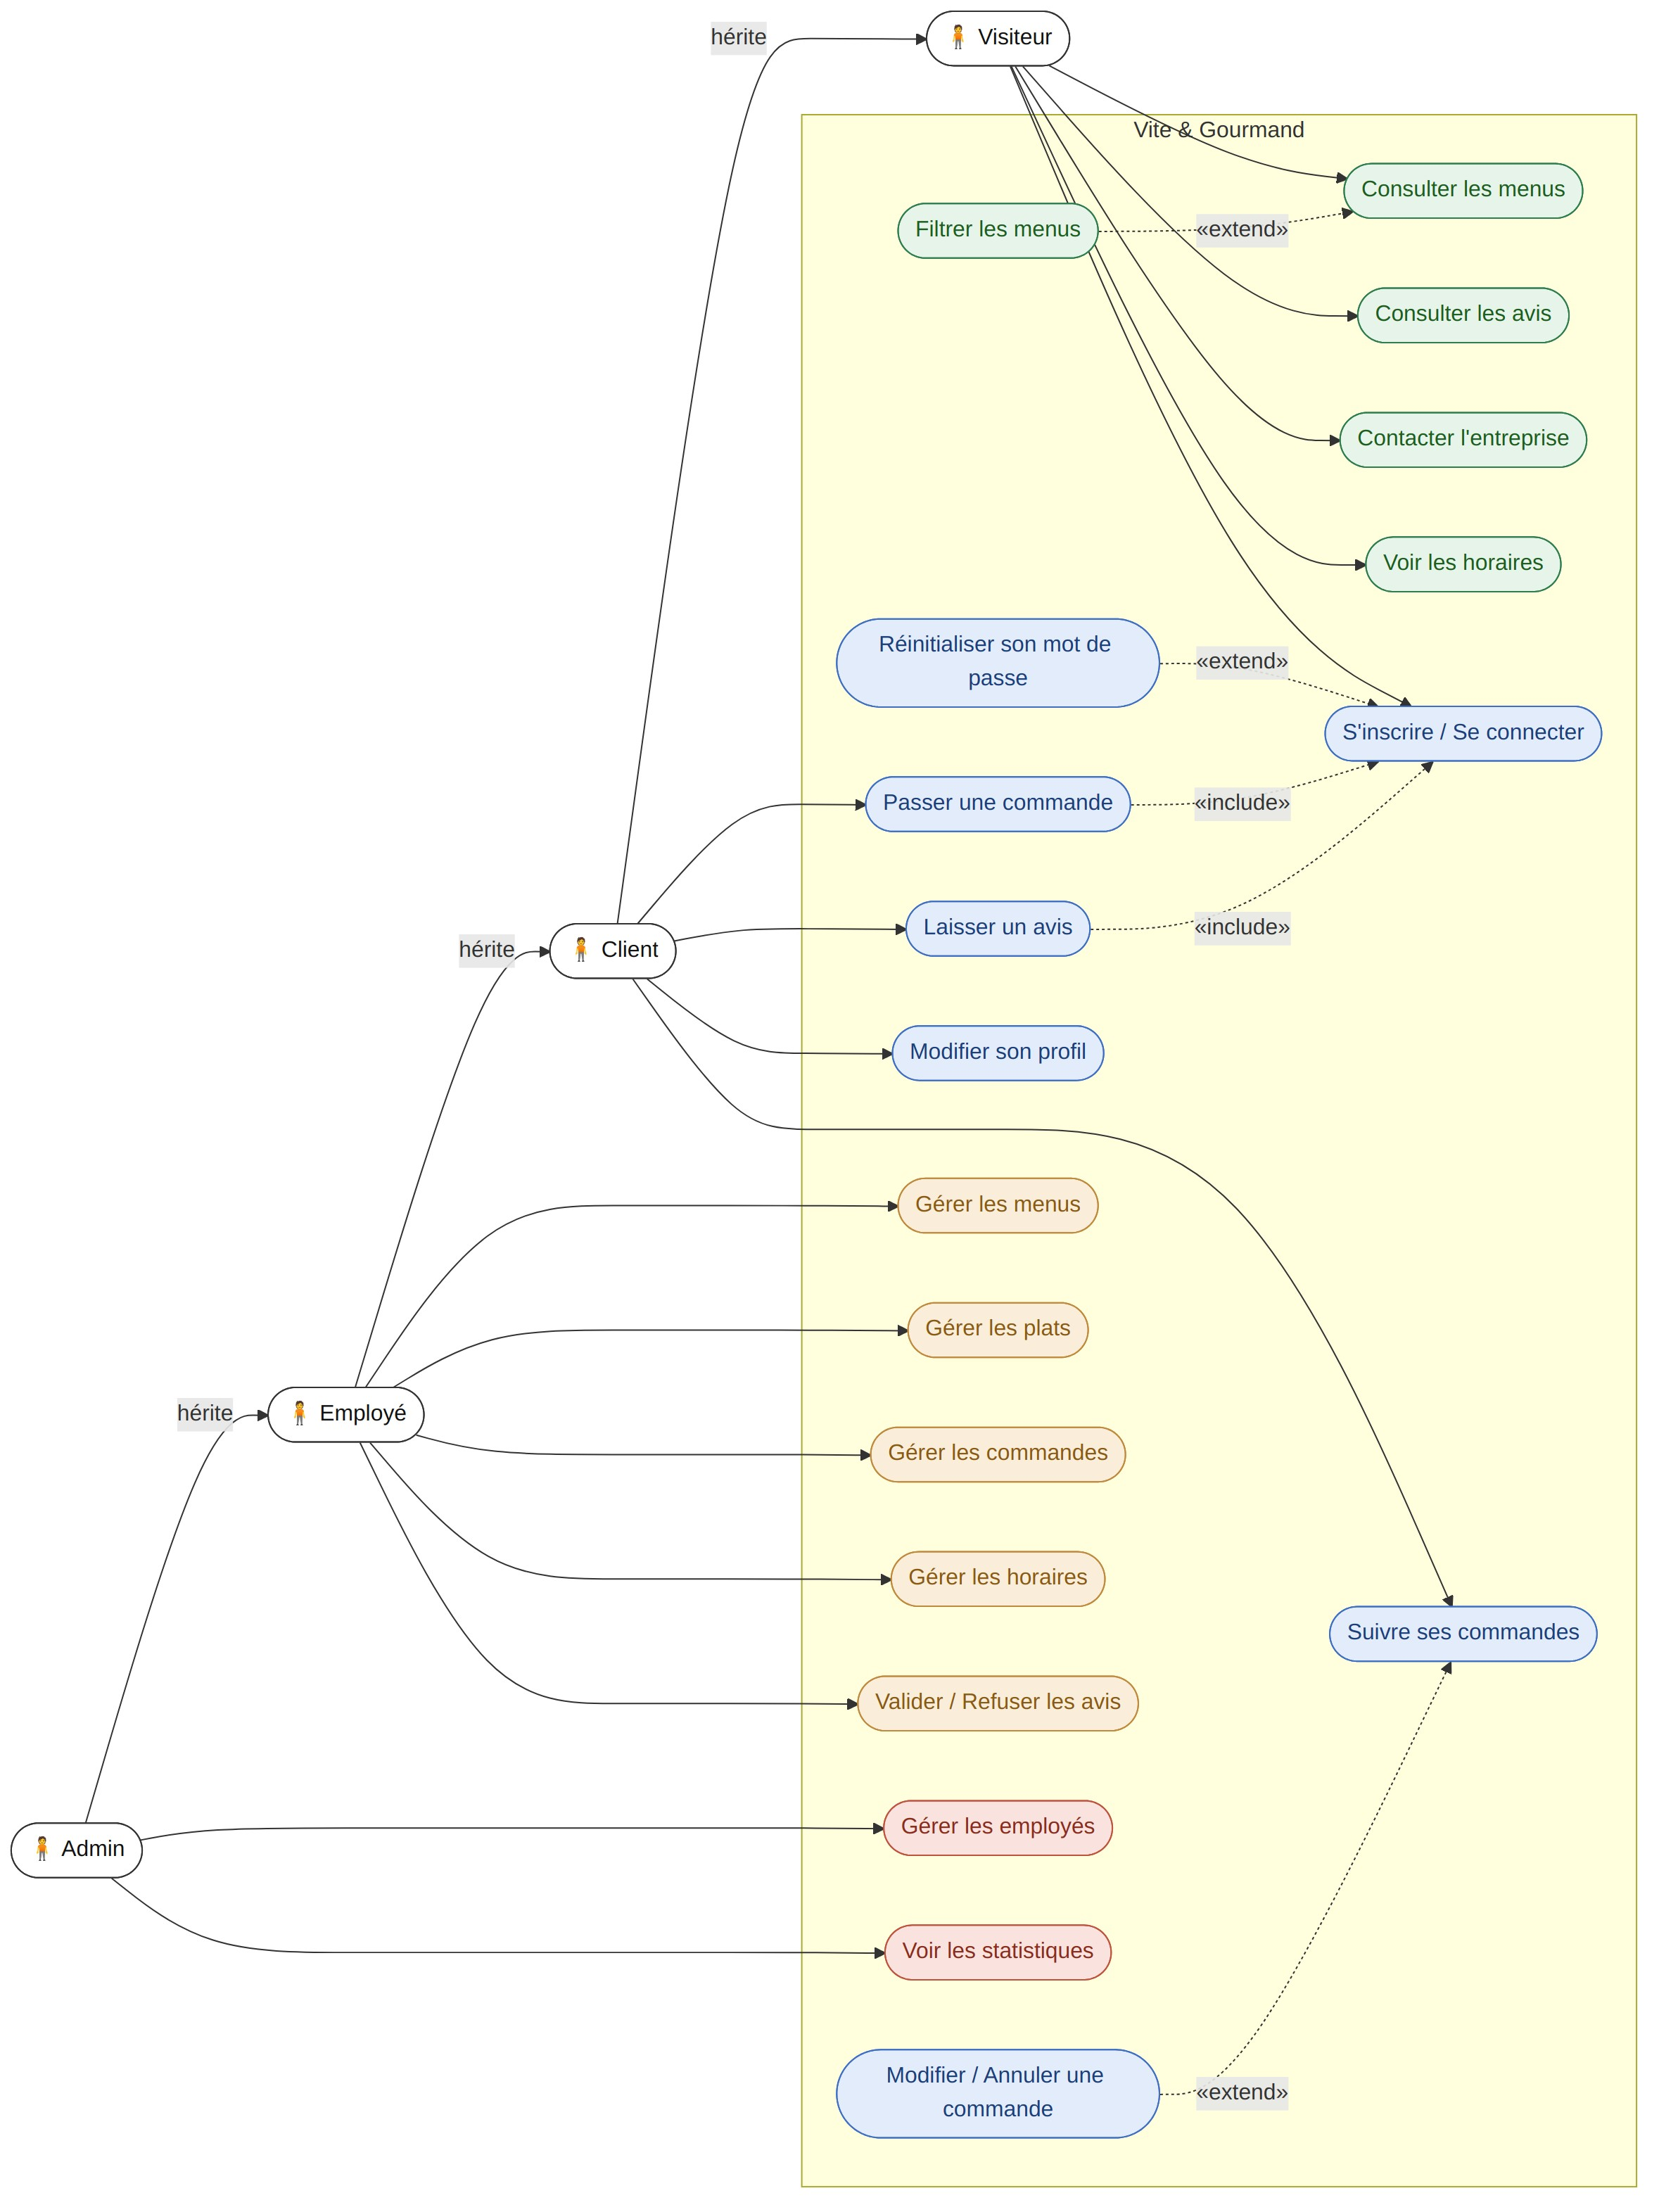 hérite
Visiteur
Vite & Gourmand
Consulter les menus
Filtrer les menus
«extend»
Consulter les avis
Contacter l'entreprise
Voir les horaires
Réinitialiser son mot de
passe
«extend»
S'inscrire / Se connecter
Passer une commande
«include»
Laisser un avis
«include»
hérite
Client
Modifier son profil
Gérer les menus
Gérer les plats
hérite
Employé
Gérer les commandes
Gérer les horaires
Suivre ses commandes
Valider / Refuser les avis
Gérer les employés
Admin
Voir les statistiques
Modifier / Annuler une
commande
«extend»